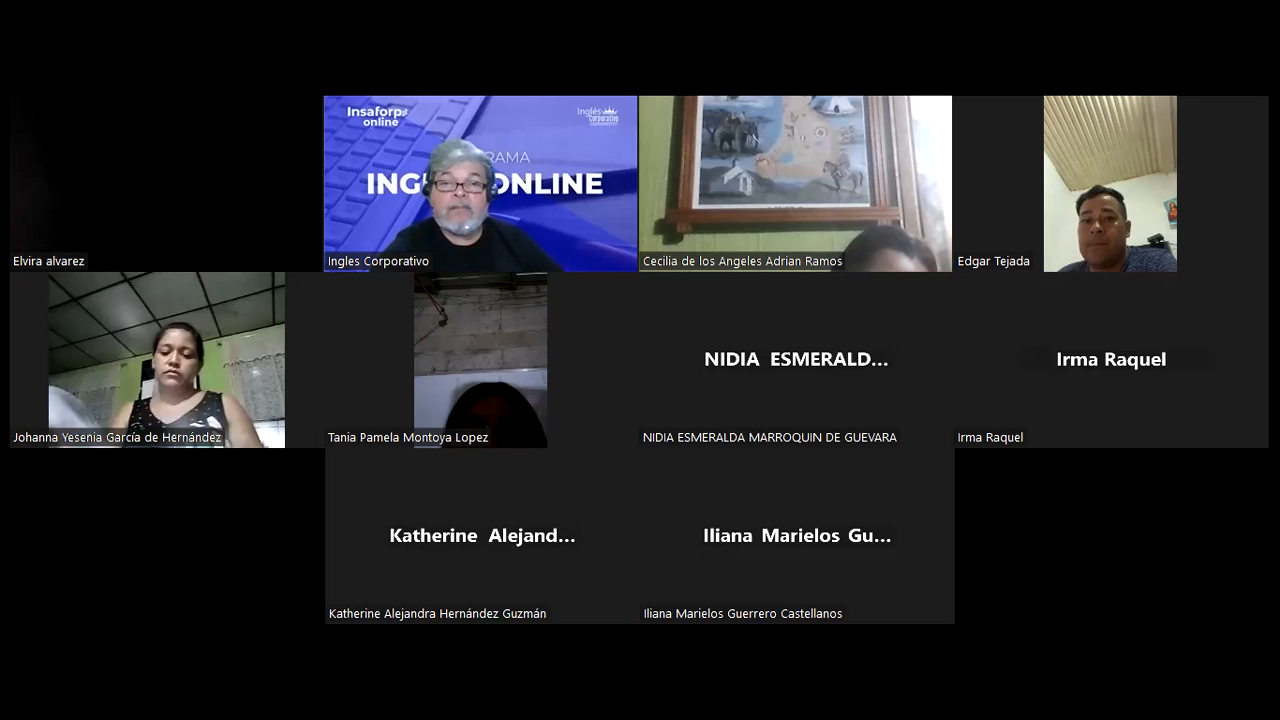 Insaforp
online
Inglés
Corporativo
RAMA
ING ONLINE
Elvira alvarez
Ingles Corporativo
Cecilia de los Angeles Adrian Ramos
Edgar Tejada
NIDIA ESMERALD...
Irma Raquel
Johanna Yesenia García de Hernández
Tania Pamela Montoya Lopez
NIDIA ESMERALDA MARROQUIN DE GUEVARA
Irma Raquel
Katherine Alejand...
Iliana Marielos Gu...
Katherine Alejandra Hernández Guzmán
Iliana Marielos Guerrero Castellanos